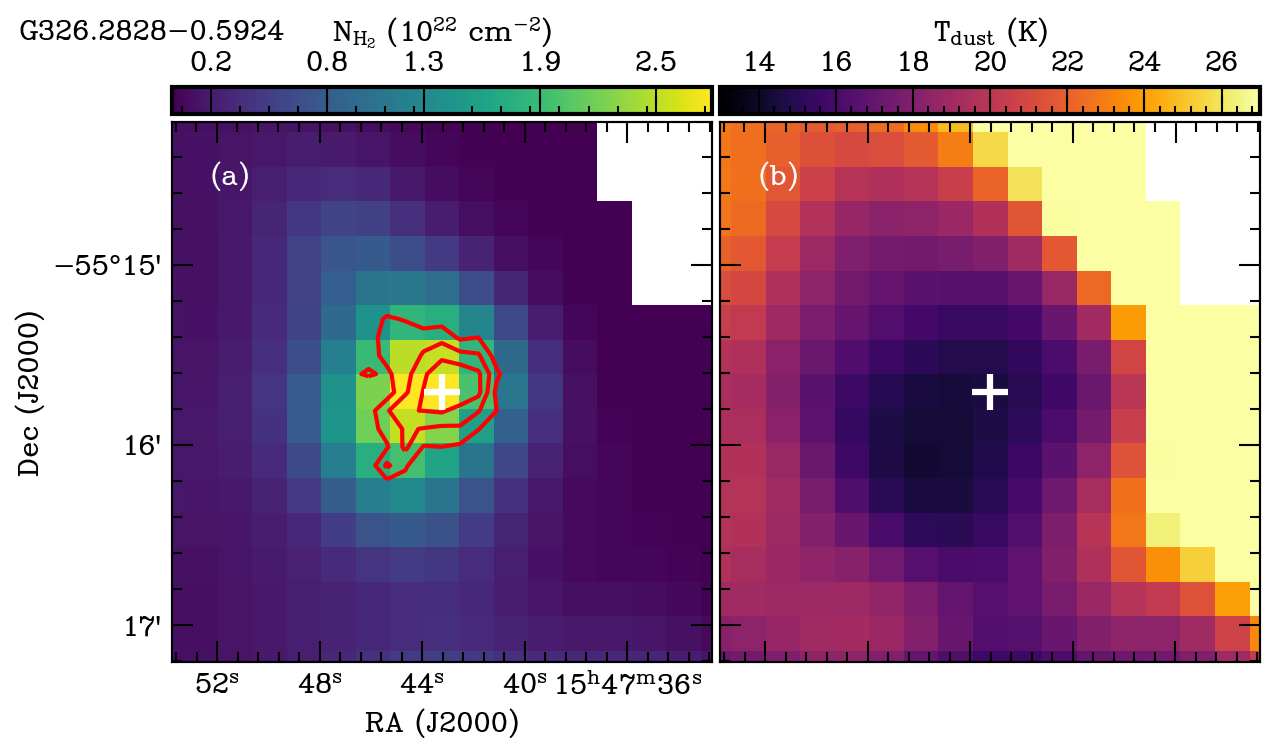 G326.2828−0.5924 N_H₂ (10²² cm⁻²) T_dust (K)
0.2 0.8 1.3 1.9 2.5 14 16 18 20 22 24 26
(a) (b)
−55°15'
16'
17'
Dec (J2000)
52ˢ 48ˢ 44ˢ 40ˢ 15ʰ47ᵐ36ˢ
RA (J2000)